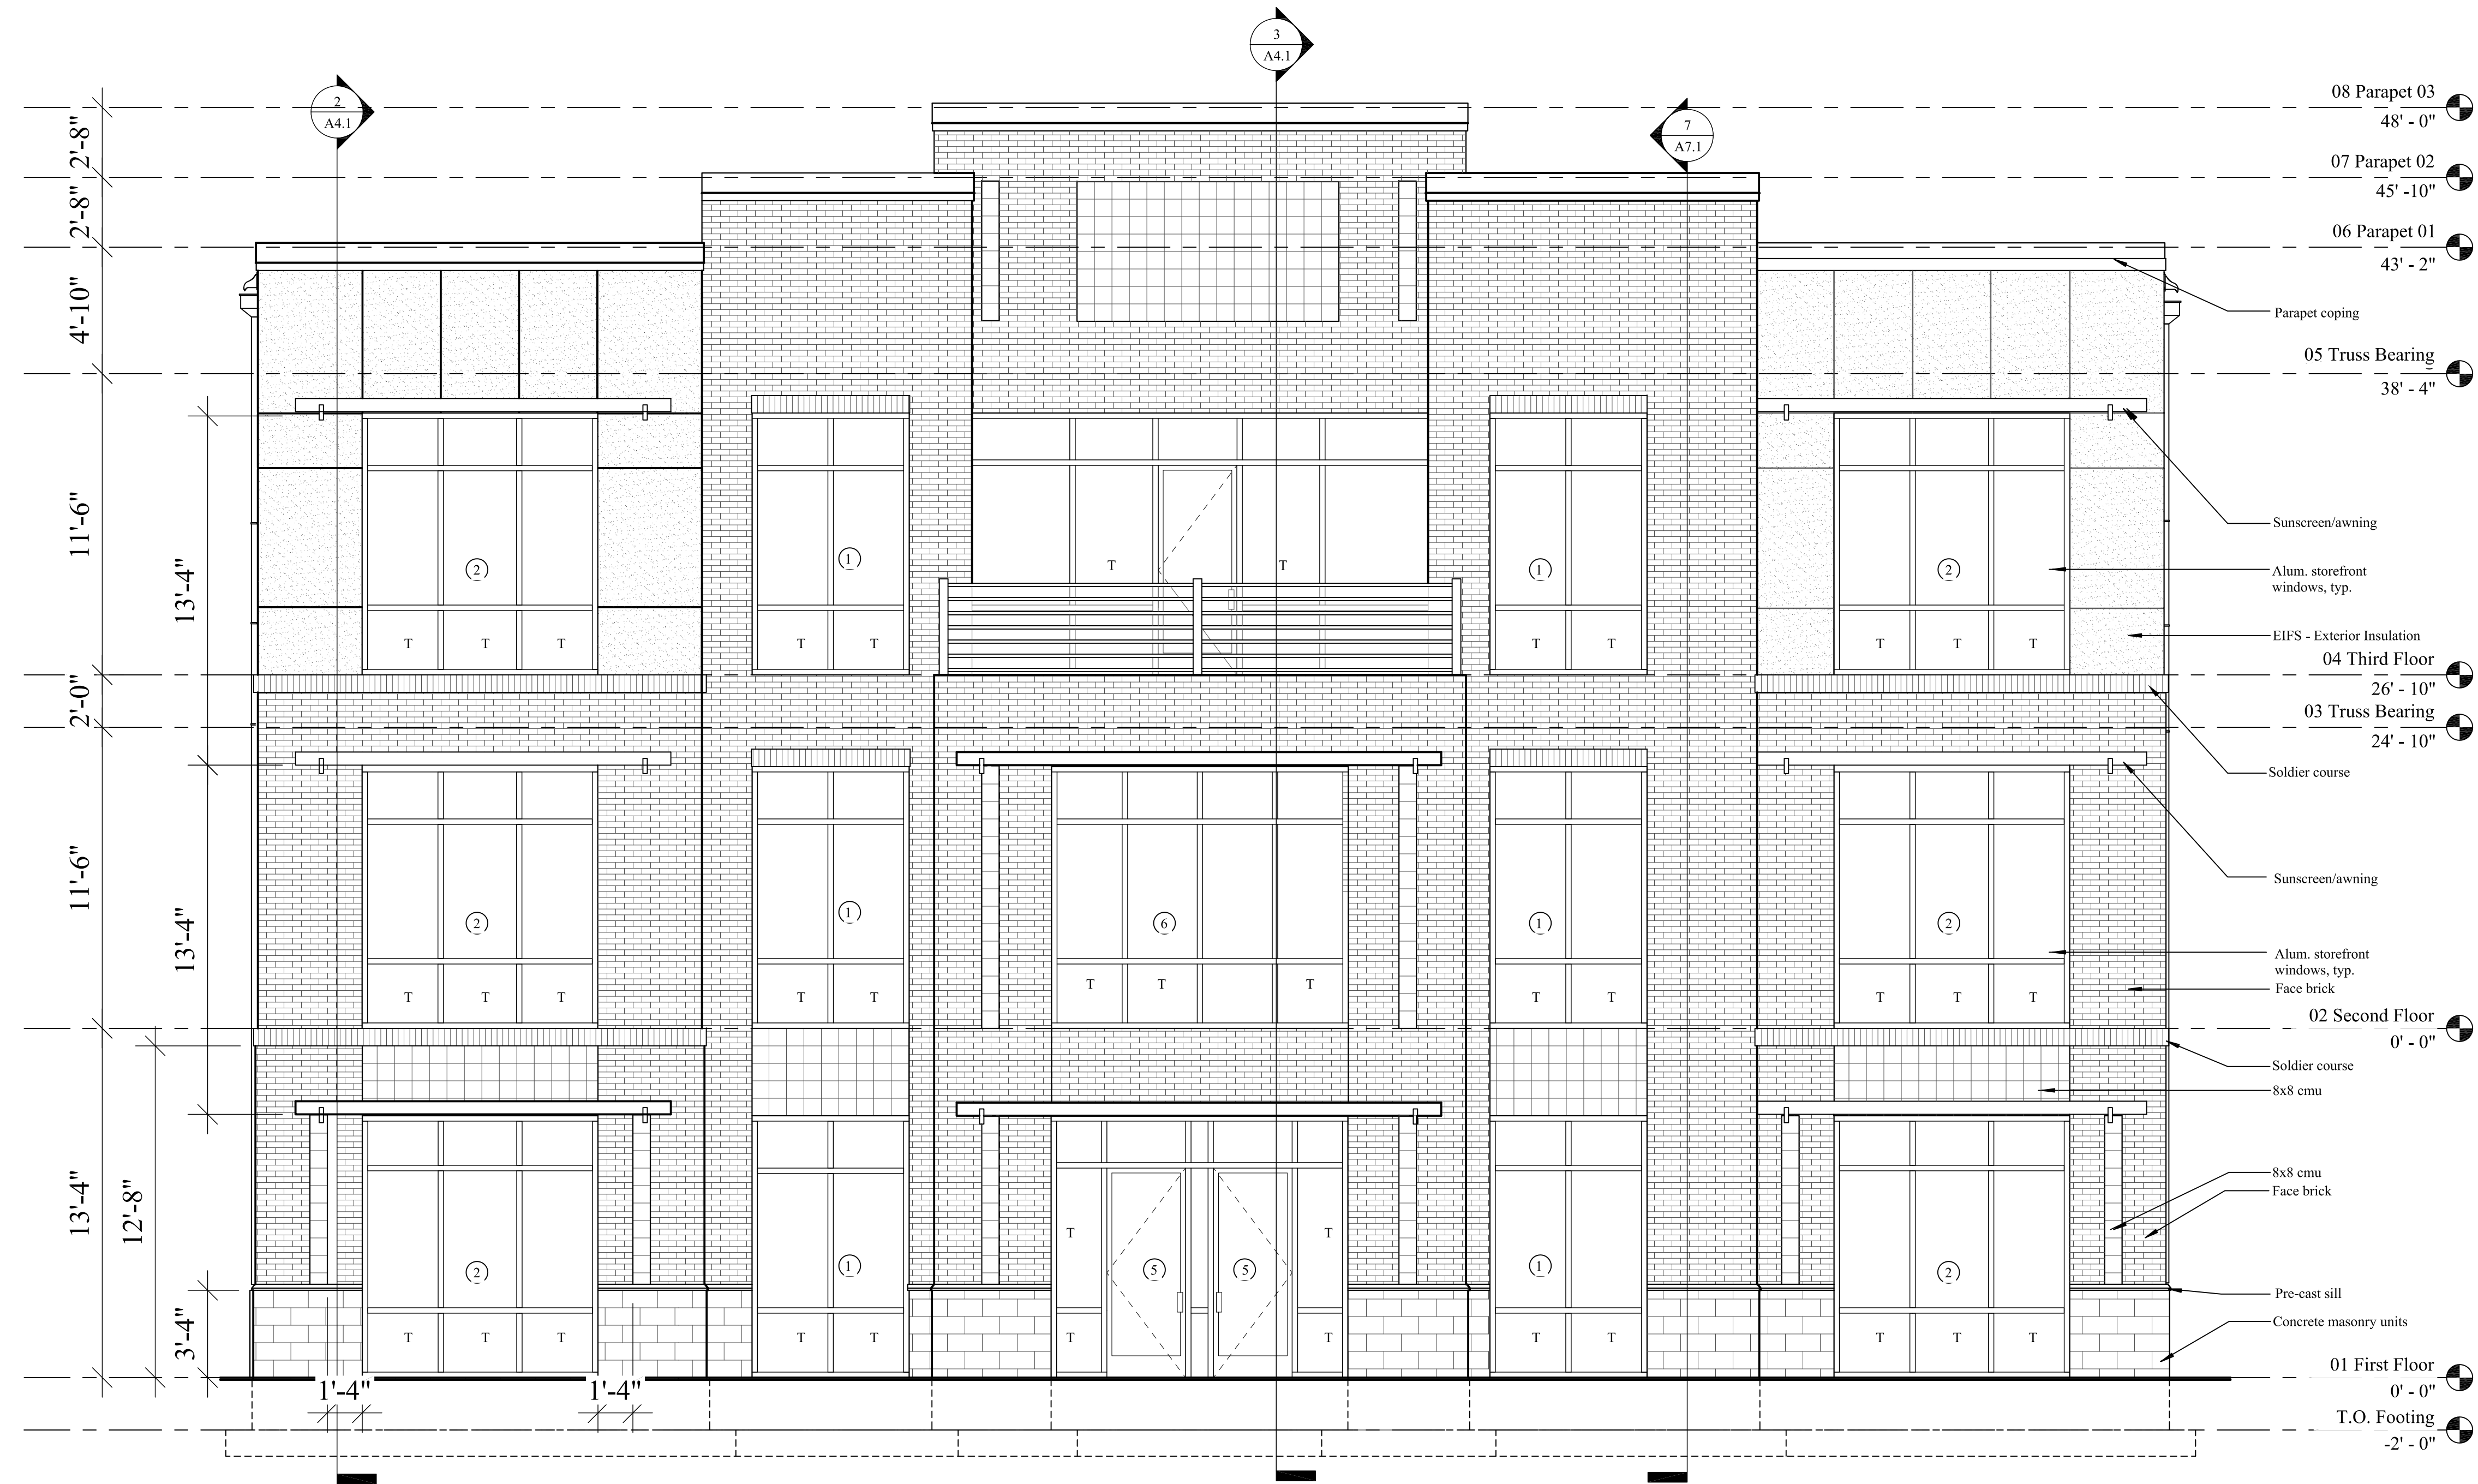 3
A4.1
2
A4.1
7
A7.1
08 Parapet 03
48' - 0"
07 Parapet 02
45' -10"
06 Parapet 01
43' - 2"
Parapet coping
05 Truss Bearing
38' - 4"
Sunscreen/awning
Alum. storefront
windows, typ.
EIFS - Exterior Insulation
04 Third Floor
26' - 10"
03 Truss Bearing
24' - 10"
Soldier course
Sunscreen/awning
Alum. storefront
windows, typ.
Face brick
02 Second Floor
0' - 0"
Soldier course
8x8 cmu
8x8 cmu
Face brick
Pre-cast sill
Concrete masonry units
01 First Floor
0' - 0"
T.O. Footing
-2' - 0"
2'-8"
2'-8"
4'-10"
11'-6"
13'-4"
2'-0"
11'-6"
13'-4"
13'-4"
12'-8"
3'-4"
1'-4"
1'-4"
2 1 T T 1 2
T T T T T T T T T T
2 1 6 1 2
T T T T T T T T T T T T T
T T
2 1 5 5 1 2
T T T T T T T T T T T T